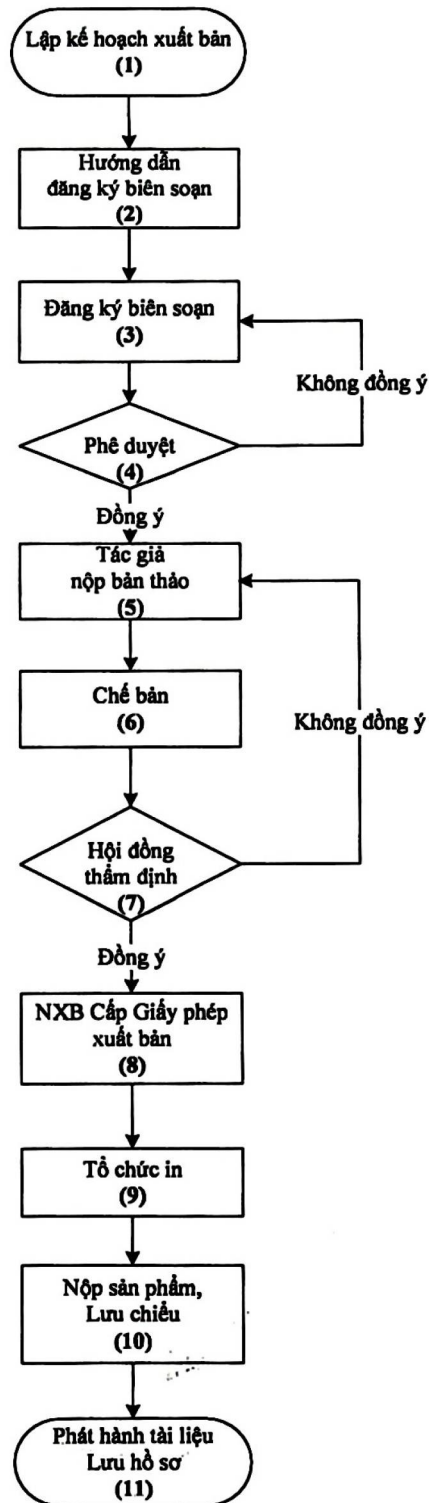 Lập kế hoạch xuất bản
(1)
Hướng dẫn
đăng ký biên soạn
(2)
Đăng ký biên soạn
(3)
Không đồng ý
Phê duyệt
(4)
Đồng ý
Tác giả
nộp bản thảo
(5)
Chế bản
(6)
Không đồng ý
Hội đồng
thẩm định
(7)
Đồng ý
NXB Cấp Giấy phép
xuất bản
(8)
Tổ chức in
(9)
Nộp sản phẩm,
Lưu chiểu
(10)
Phát hành tài liệu
Lưu hồ sơ
(11)